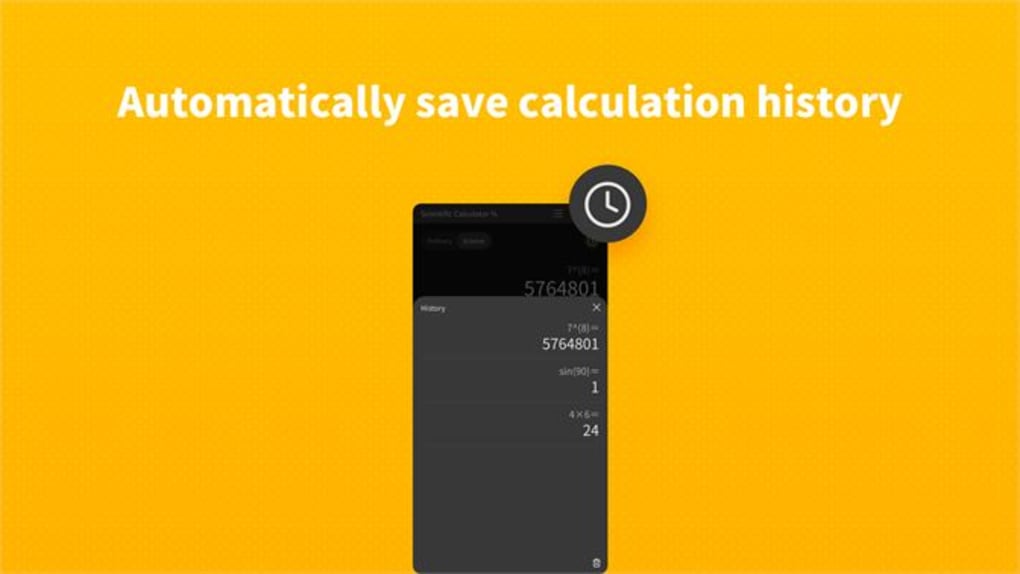 Automatically save calculation history
Scientific Calculator %
7^(8)=
5764801
History
7^(8)=
5764801
sin(90)=
1
4×6=
24